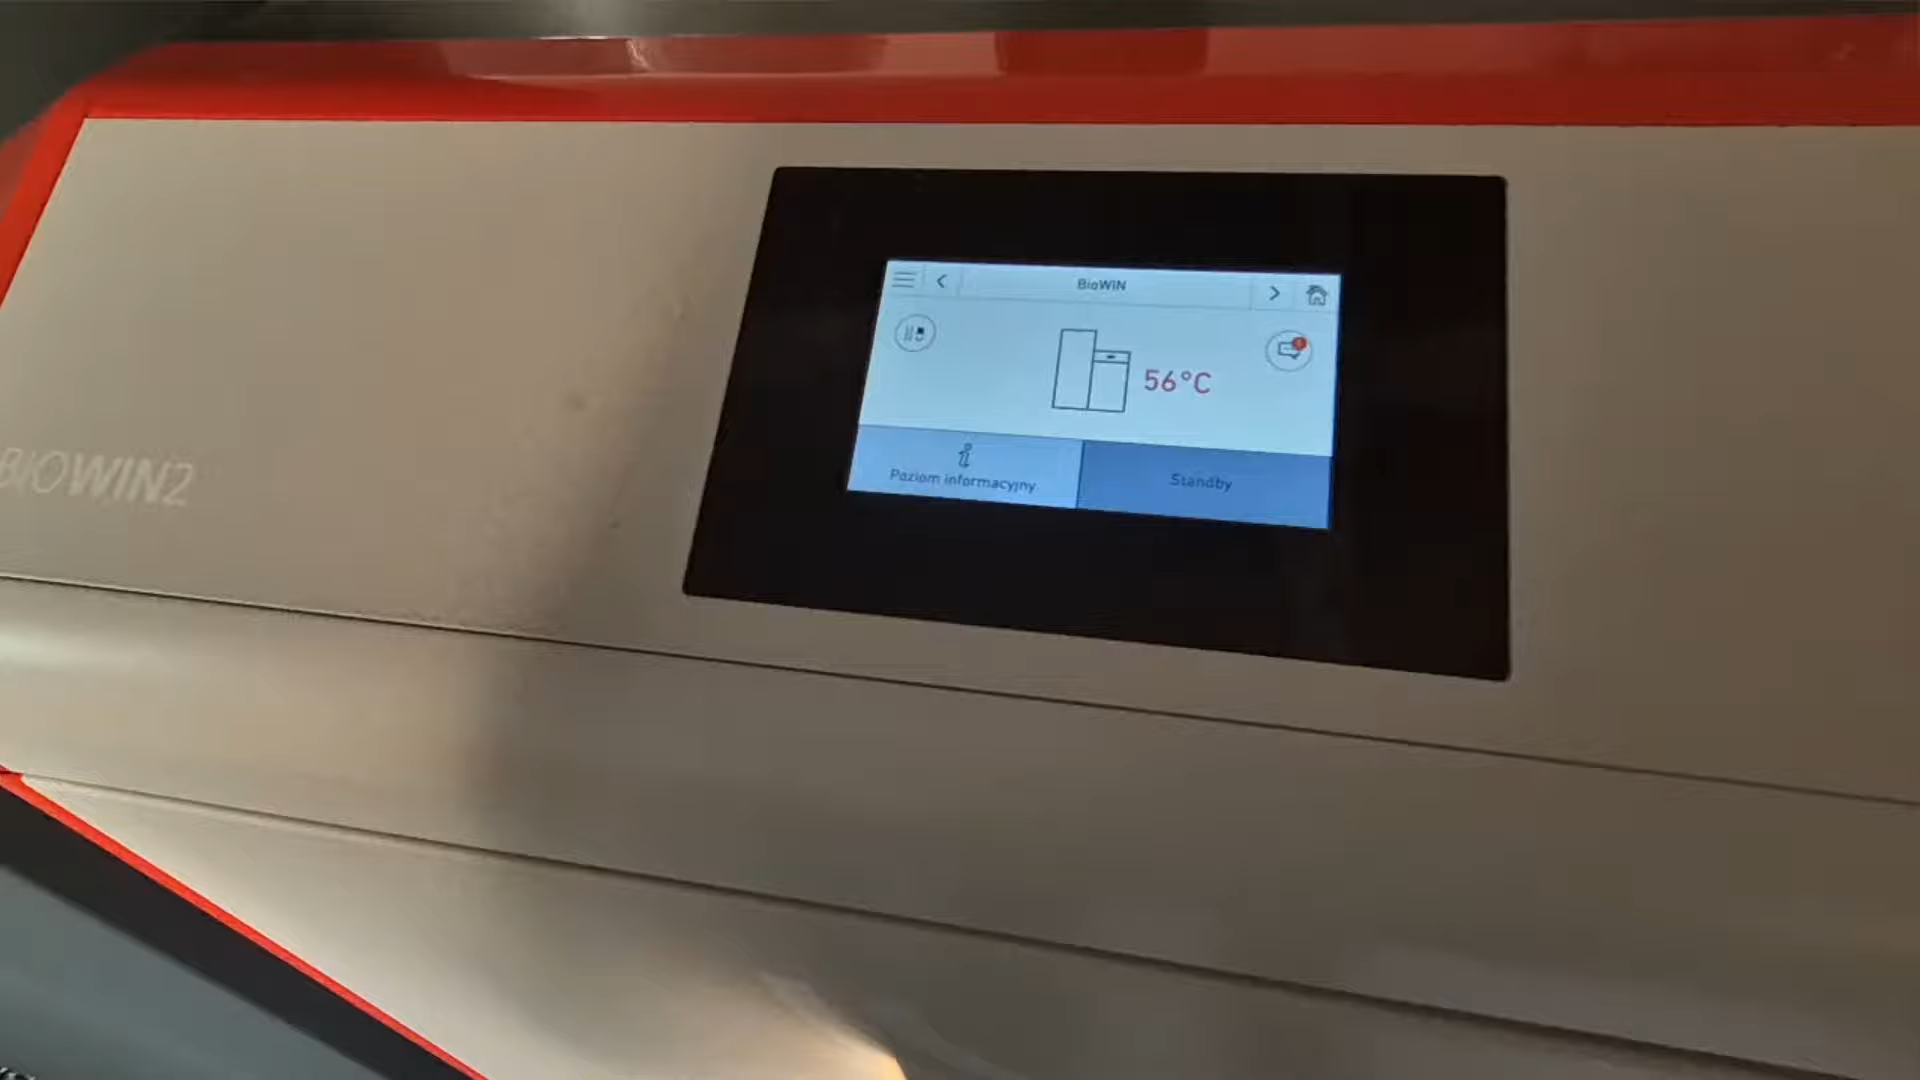 BioWIN
56°C
i
Poziom informacyjny
Standby
BIOWIN2